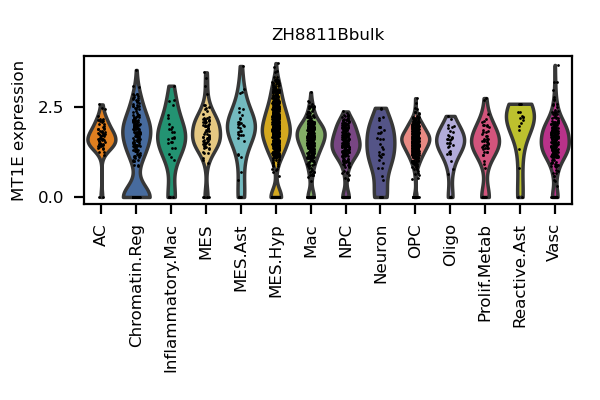 ZH8811Bbulk
MT1E expression
2.5
0.0
AC
Chromatin.Reg
Inflammatory.Mac
MES
MES.Ast
MES.Hyp
Mac
NPC
Neuron
OPC
Oligo
Prolif.Metab
Reactive.Ast
Vasc